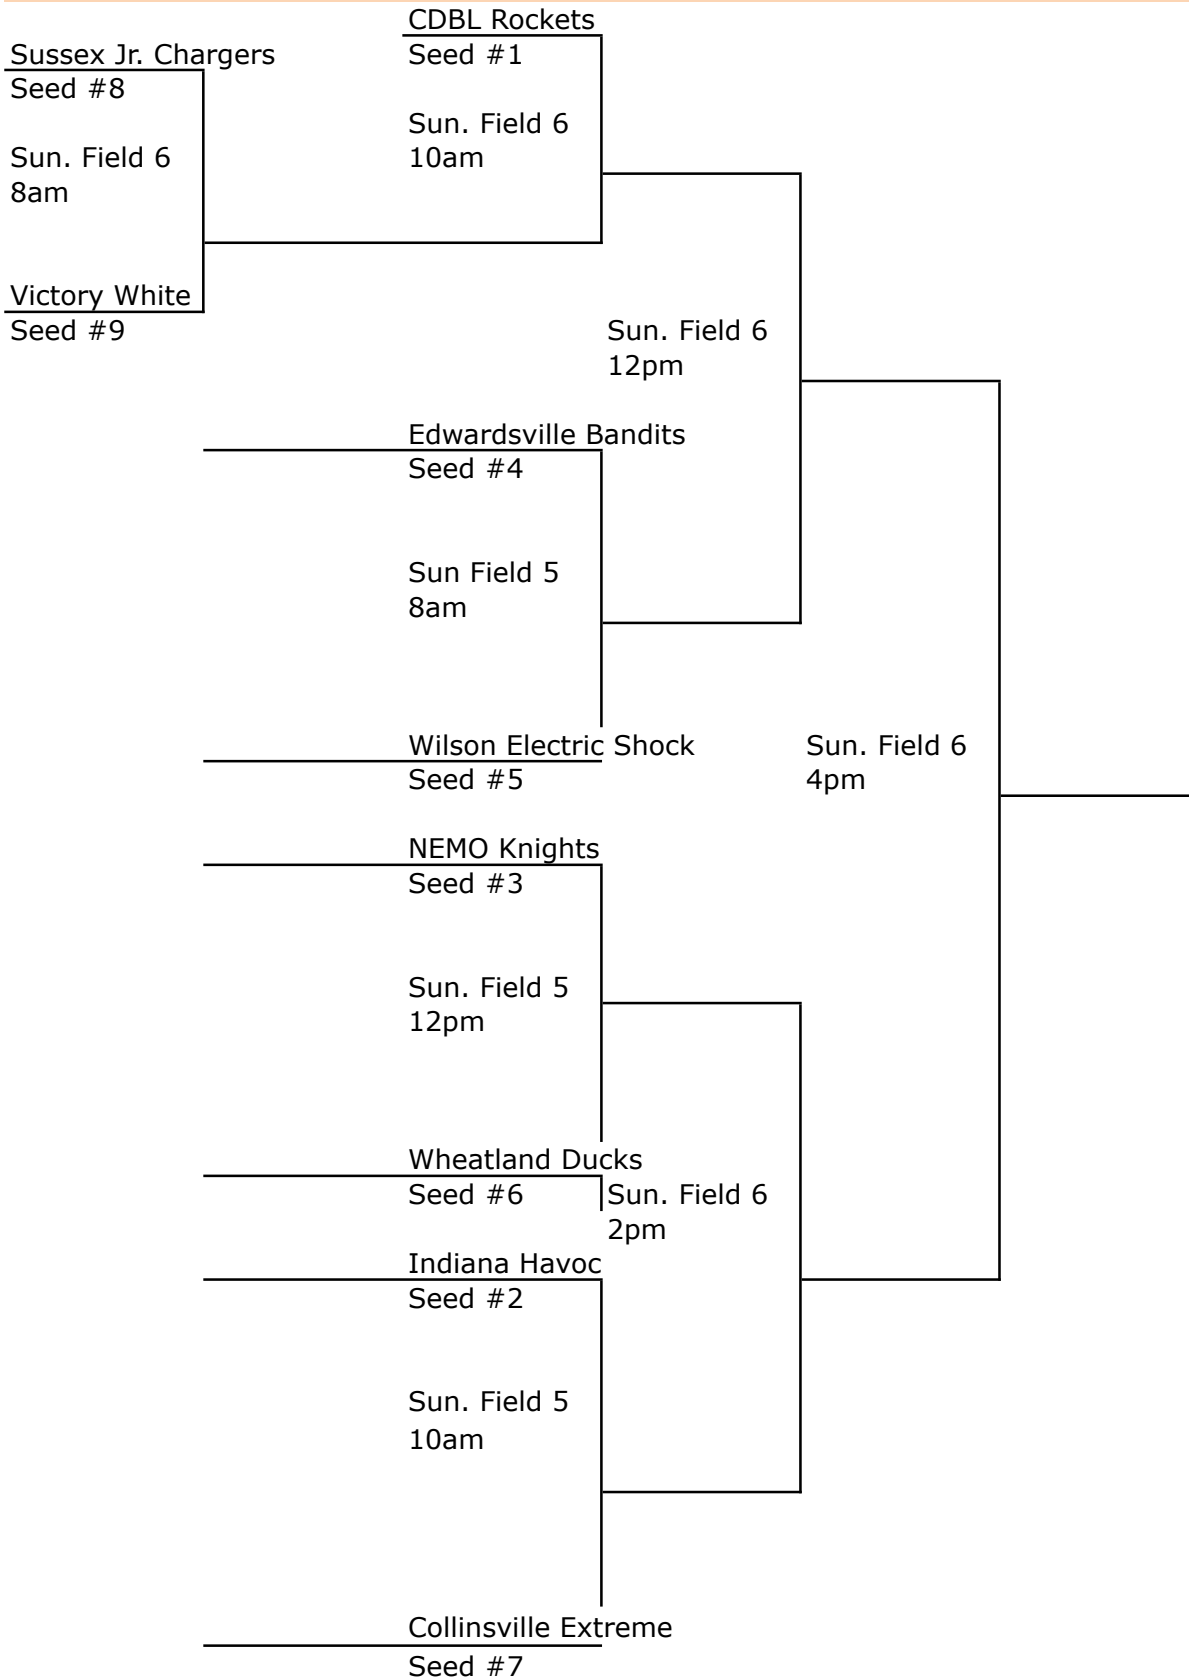 CDBL Rockets
Sussex Jr. Chargers
Seed #1
Seed #8
Sun. Field 6
10am
Sun. Field 6
8am
Victory White
Seed #9
Sun. Field 6
12pm
Edwardsville Bandits
Seed #4
Sun Field 5
8am
Wilson Electric Shock
Seed #5
Sun. Field 6
4pm
NEMO Knights
Seed #3
Sun. Field 5
12pm
Wheatland Ducks
Seed #6
Sun. Field 6
2pm
Indiana Havoc
Seed #2
Sun. Field 5
10am
Collinsville Extreme
Seed #7